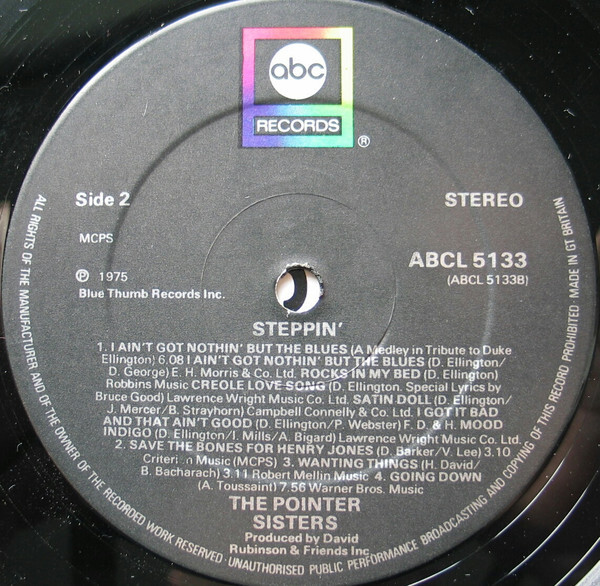 abc
RECORDS
®
Side 2
STEREO
MCPS
ABCL 5133
(ABCL 5133B)
Ⓟ 1975
Blue Thumb Records Inc.
STEPPIN'
1. I AIN'T GOT NOTHIN' BUT THE BLUES (A Medley in Tribute to Duke
Ellington) 6.08 I AIN'T GOT NOTHIN' BUT THE BLUES (D. Ellington/
D. George) E. H. Morris & Co. Ltd. ROCKS IN MY BED (D. Ellington)
Robbins Music CREOLE LOVE SONG (D. Ellington. Special Lyrics by
Bruce Good) Lawrence Wright Music Co. Ltd. SATIN DOLL (D. Ellington/
J. Mercer/B. Strayhorn) Campbell Connelly & Co. Ltd. I GOT IT BAD
AND THAT AIN'T GOOD (D. Ellington/P. Webster) F. D. & H. MOOD
INDIGO (D. Ellington/I. Mills/A. Bigard) Lawrence Wright Music Co. Ltd.
2. SAVE THE BONES FOR HENRY JONES (D. Barker/V. Lee) 3.10
Criterion Music (MCPS) 3. WANTING THINGS (H. David/
B. Bacharach) 3.11 Robert Mellin Music 4. GOING DOWN
(A. Toussaint) 7.56 Warner Bros. Music
THE POINTER
SISTERS
Produced by David
Rubinson & Friends Inc
ALL RIGHTS OF THE MANUFACTURER AND OF THE OWNER OF THE RECORDED WORK RESERVED · UNAUTHORISED PUBLIC PERFORMANCE BROADCASTING AND COPYING OF THIS RECORD PROHIBITED MADE IN GT BRITAIN